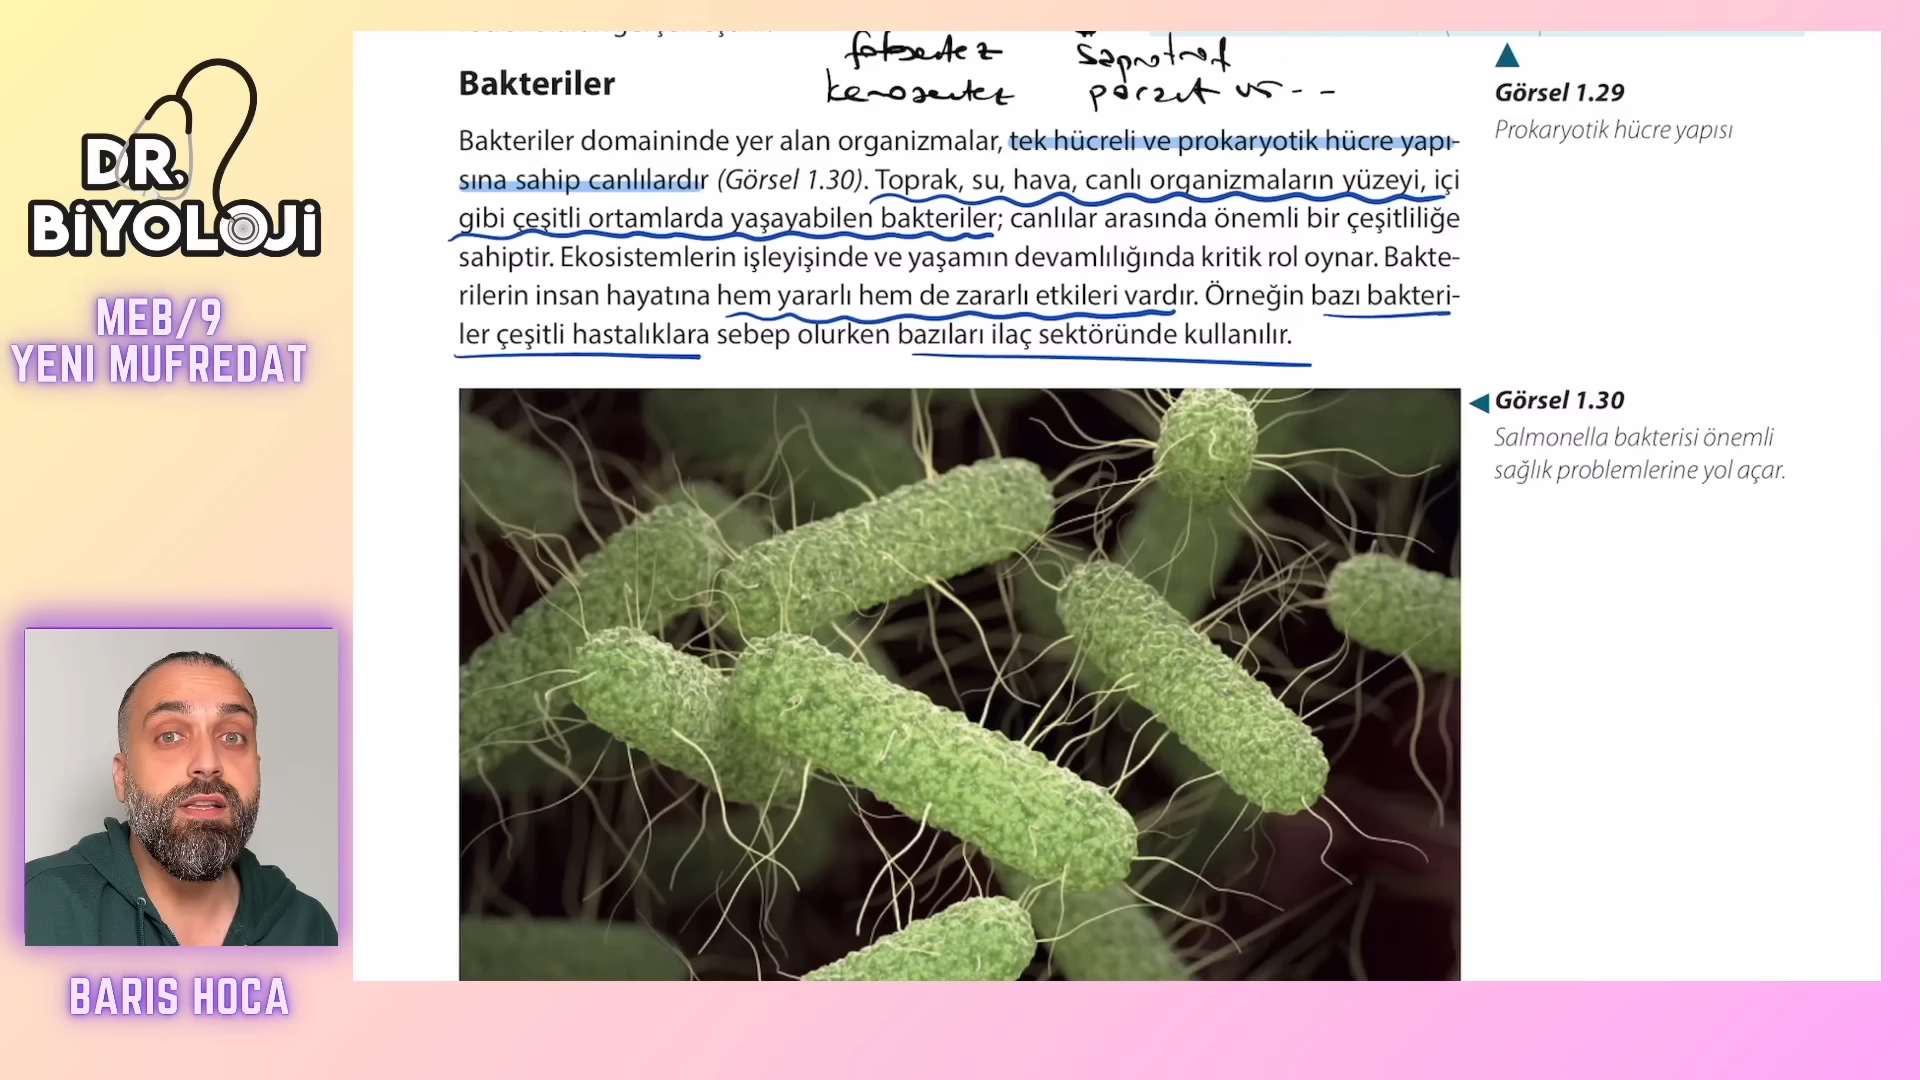 DR.
BiYOLOJi
MEB/9
YENI MUFREDAT
BARIS HOCA
fotosentez
saprotrof
kemosentez
parazit vs - -
Bakteriler
Bakteriler domaininde yer alan organizmalar, tek hücreli ve prokaryotik hücre yapı-
sına sahip canlılardır (Görsel 1.30). Toprak, su, hava, canlı organizmaların yüzeyi, içi
gibi çeşitli ortamlarda yaşayabilen bakteriler; canlılar arasında önemli bir çeşitliliğe
sahiptir. Ekosistemlerin işleyişinde ve yaşamın devamlılığında kritik rol oynar. Bakte-
rilerin insan hayatına hem yararlı hem de zararlı etkileri vardır. Örneğin bazı bakteri-
ler çeşitli hastalıklara sebep olurken bazıları ilaç sektöründe kullanılır.
Görsel 1.29
Prokaryotik hücre yapısı
Görsel 1.30
Salmonella bakterisi önemli
sağlık problemlerine yol açar.